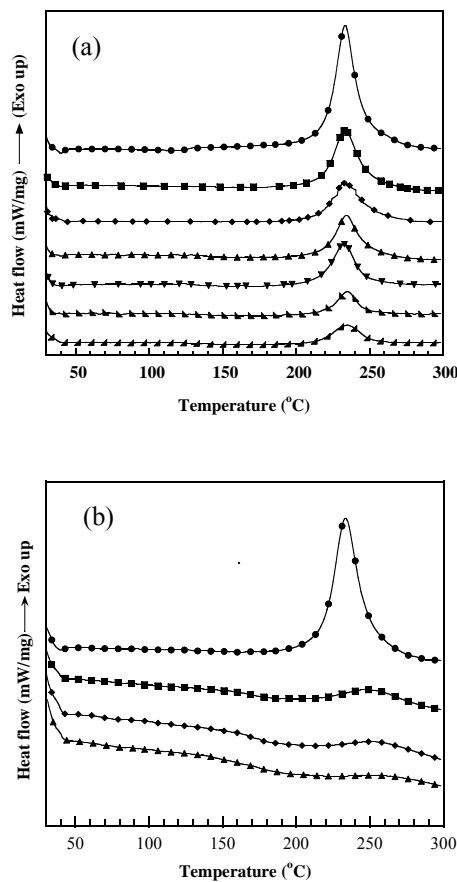 (a)
Heat flow (mW/mg) ⟶ (Exo up)
50 100 150 200 250 300
Temperature (°C)
(b)
Heat flow (mW/mg)⟶Exo up
50 100 150 200 250 300
Temperature (°C)